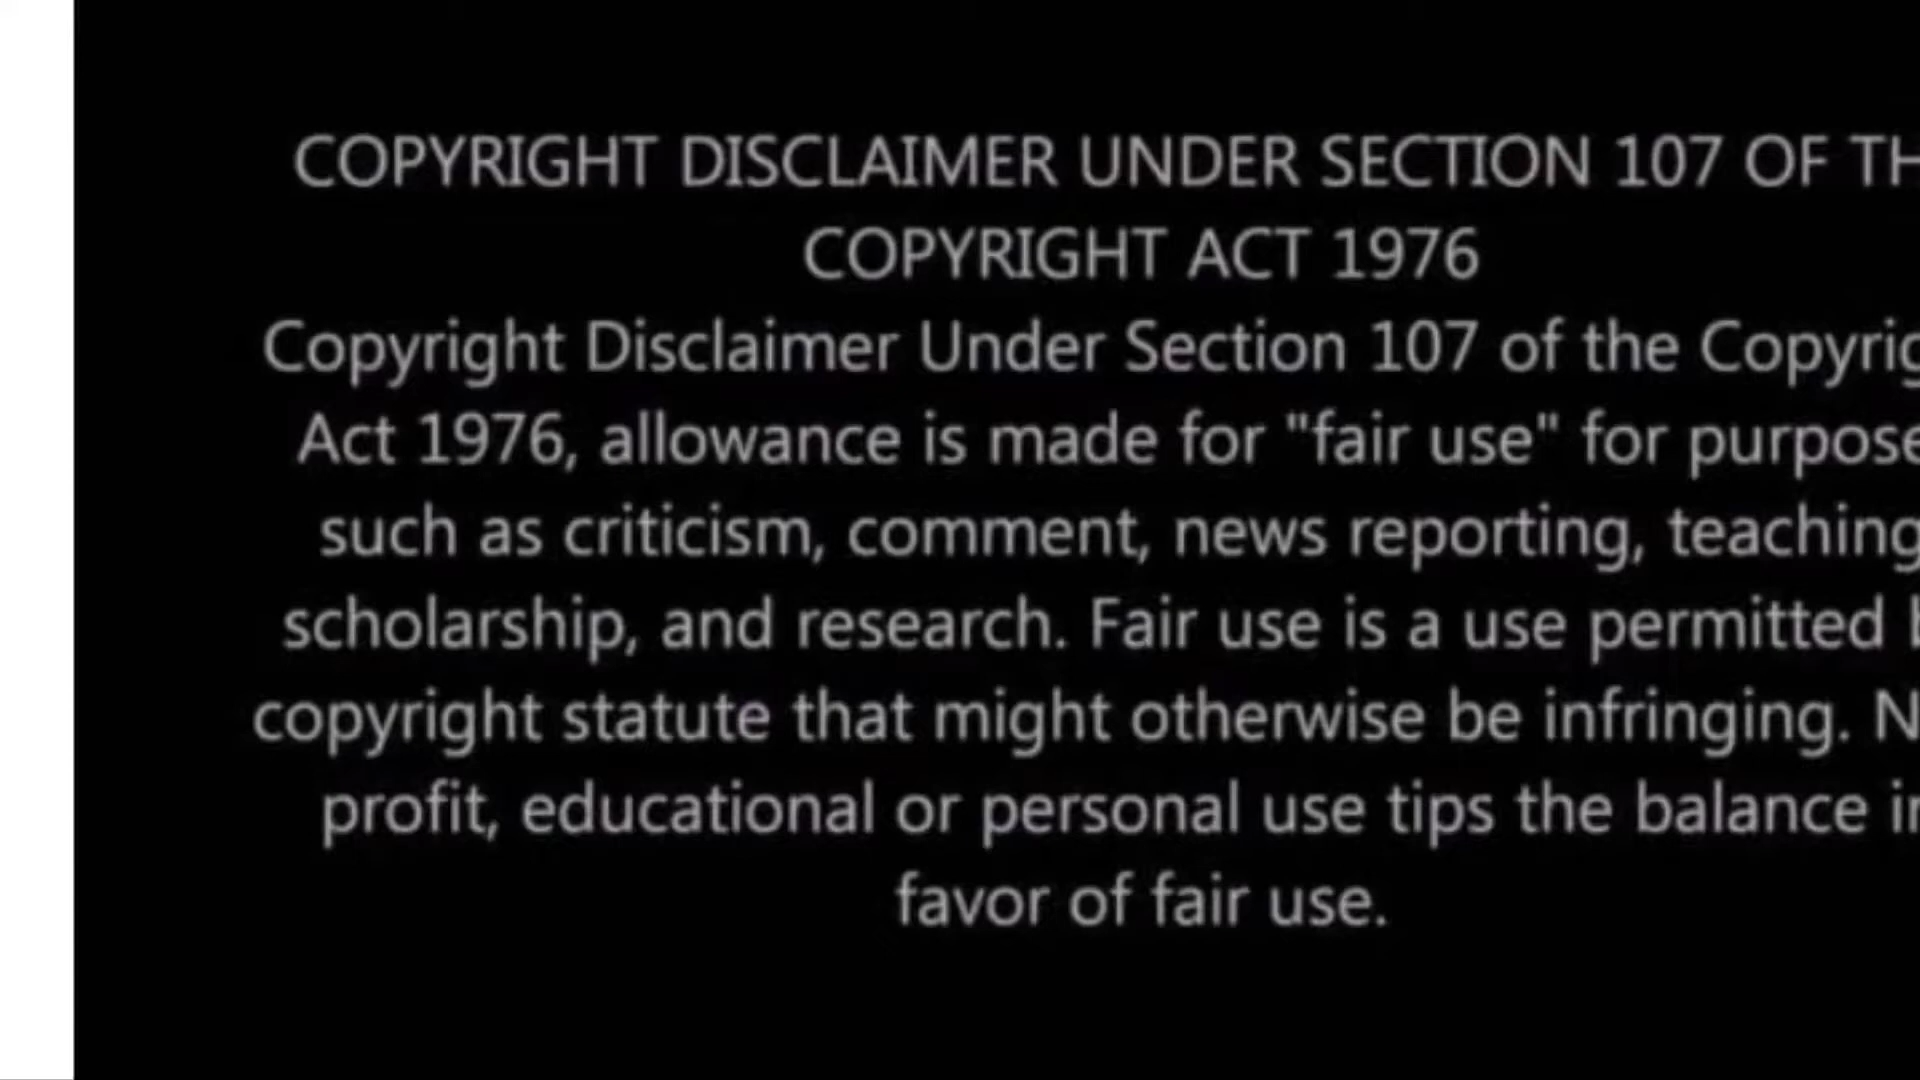 COPYRIGHT DISCLAIMER UNDER SECTION 107 OF TH
COPYRIGHT ACT 1976
Copyright Disclaimer Under Section 107 of the Copyrig
Act 1976, allowance is made for "fair use" for purpose
such as criticism, comment, news reporting, teaching
scholarship, and research. Fair use is a use permitted b
copyright statute that might otherwise be infringing. N
profit, educational or personal use tips the balance in
favor of fair use.